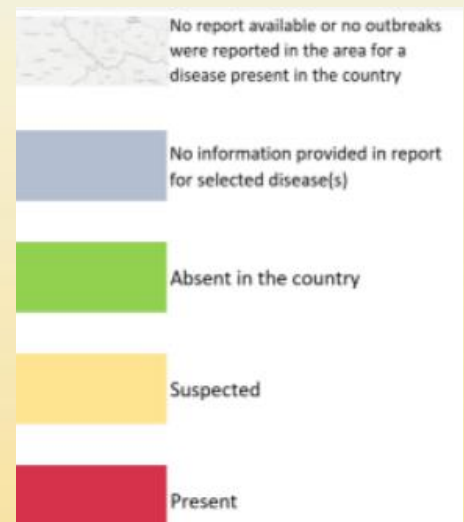 No report available or no outbreaks
were reported in the area for a
disease present in the country
No information provided in report
for selected disease(s)
Absent in the country
Suspected
Present